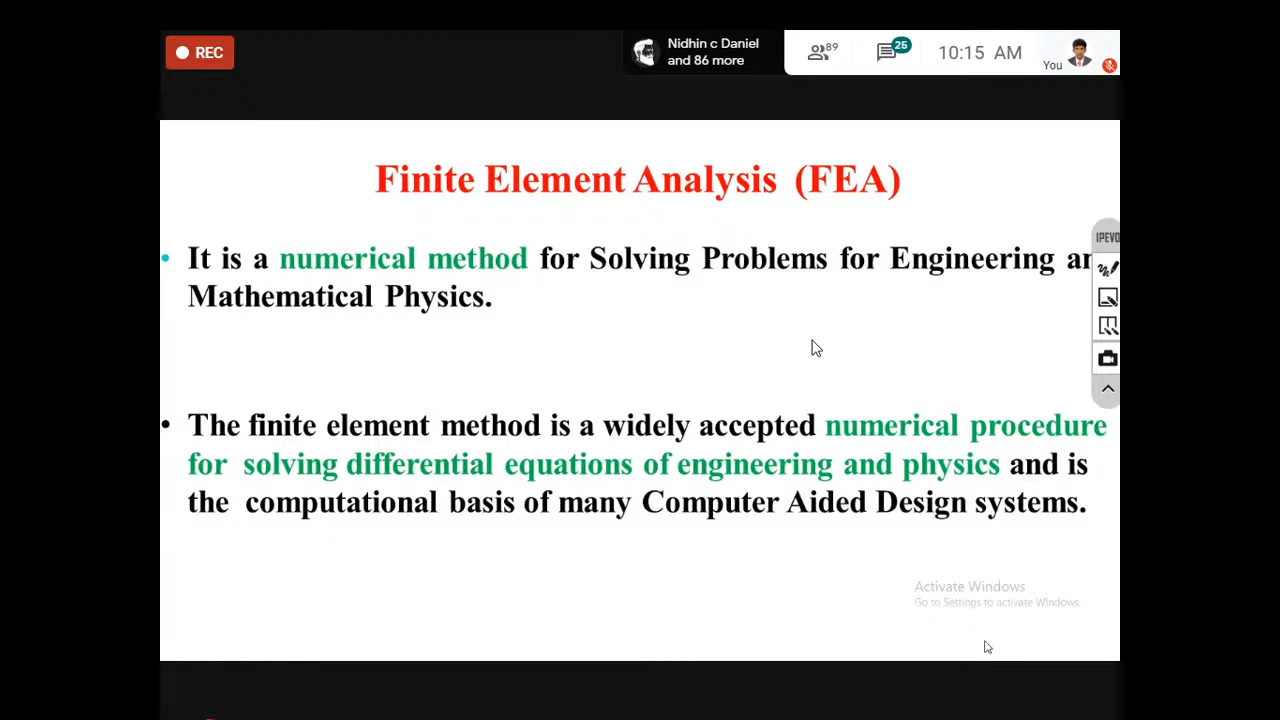 REC
Nidhin c Daniel
and 86 more
89
25
10:15 AM
You
Finite Element Analysis (FEA)
IPEVO
• It is a numerical method for Solving Problems for Engineering
Mathematical Physics.
• The finite element method is a widely accepted numerical procedure
for solving differential equations of engineering and physics and is
the computational basis of many Computer Aided Design systems.
Activate Windows
Go to Settings to activate Windows.